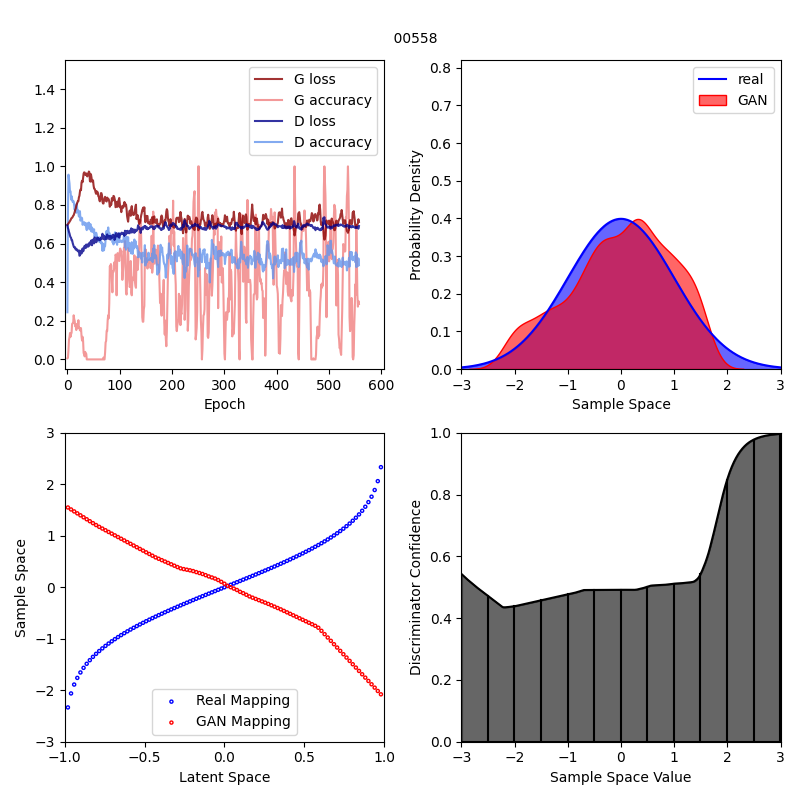 00558
G loss
G accuracy
D loss
D accuracy
1.4
1.2
1.0
0.8
0.6
0.4
0.2
0.0
0 100 200 300 400 500 600
Epoch
real
GAN
Probability Density
0.8
0.7
0.6
0.5
0.4
0.3
0.2
0.1
0.0
−3 −2 −1 0 1 2 3
Sample Space
Sample Space
3
2
1
0
−1
−2
−3
Real Mapping
GAN Mapping
−1.0 −0.5 0.0 0.5 1.0
Latent Space
Discriminator Confidence
1.0
0.8
0.6
0.4
0.2
0.0
−3 −2 −1 0 1 2 3
Sample Space Value